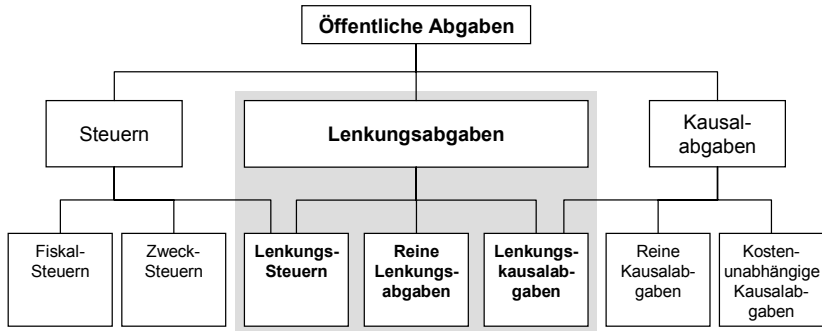 Öffentliche Abgaben
Steuern
Lenkungsabgaben
Kausal-
abgaben
Fiskal-
Steuern
Zweck-
Steuern
Lenkungs-
Steuern
Reine
Lenkungs-
abgaben
Lenkungs-
kausalab-
gaben
Reine
Kausalab-
gaben
Kosten-
unabhängige
Kausalab-
gaben